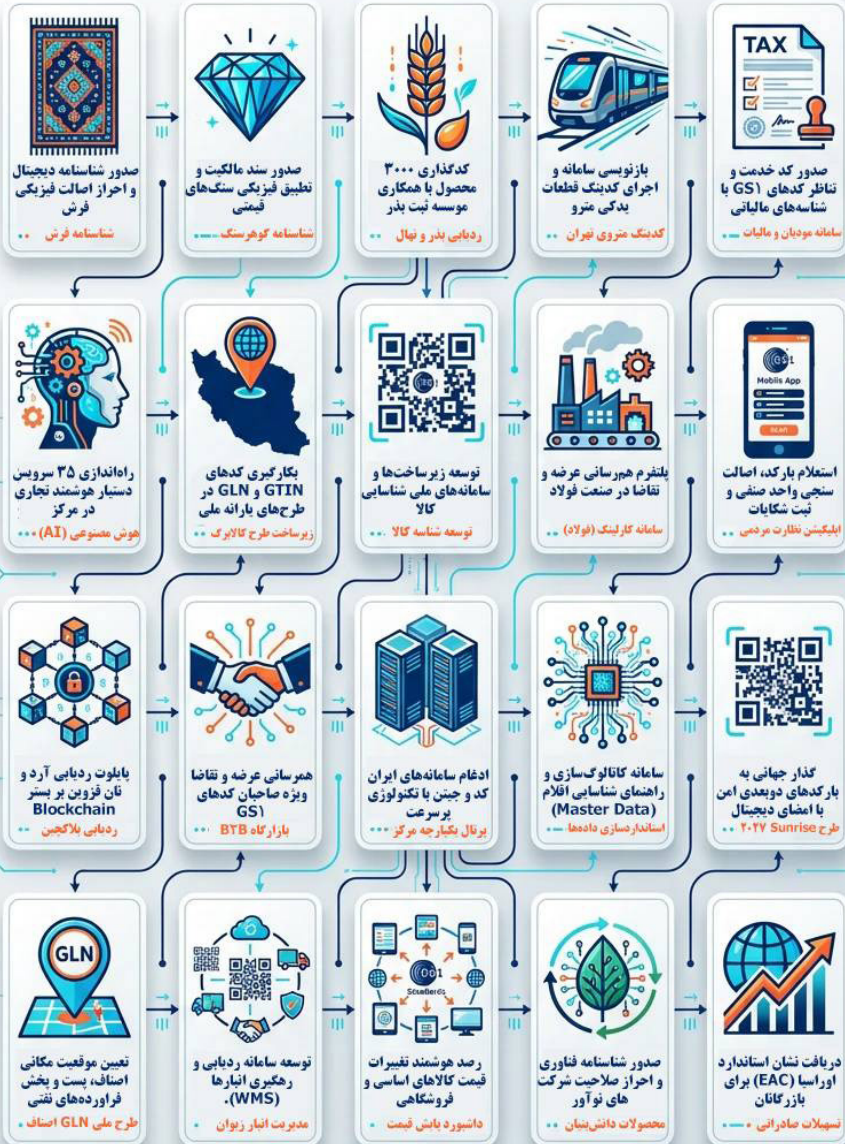 TAX
صدور کد خدمت و
تناظر کدهای GS۱ با
شناسه‌های مالیاتی
سامانه مودیان و مالیات
بازنویسی سامانه و
اجرای کدینگ قطعات
یدکی مترو
کدینگ متروی تهران
کدگذاری ۳۰۰۰
محصول با همکاری
موسسه ثبت بذر
ردیابی بذر و نهال
صدور سند مالکیت و
تطبیق فیزیکی سنگ‌های
قیمتی
شناسنامه گوهرسنگ
صدور شناسنامه دیجیتال
و احراز اصالت فیزیکی
فرش
شناسنامه فرش
Mobiis App
استعلام بارکد، اصالت
سنجی واحد صنفی و
ثبت شکایات
اپلیکیشن نظارت مردمی
پلتفرم هم‌رسانی عرضه و
تقاضا در صنعت فولاد
سامانه کارلینک (فولاد)
توسعه زیرساخت‌ها و
سامانه‌های ملی شناسایی
کالا
توسعه شناسه کالا
بکارگیری کدهای
GTIN و GLN در
طرح‌های یارانه ملی
زیرساخت طرح کالابرگ
راه‌اندازی ۳۵ سرویس
دستیار هوشمند تجاری
در مرکز
هوش مصنوعی (AI)
گذار جهانی به
بارکدهای دوبعدی امن
با امضای دیجیتال
طرح Sunrise ۲۰۲۷
سامانه کاتالوگ‌سازی و
راهنمای شناسایی اقلام
(Master Data)
استانداردسازی داده‌ها
ادغام سامانه‌های ایران
کد و جیتن با تکنولوژی
پرسرعت
پرتال یکپارچه مرکز
همرسانی عرضه و تقاضا
ویژه صاحبان کدهای
GS۱
بازارگاه B۲B
پایلوت ردیابی آرد و
نان قزوین بر بستر
Blockchain
ردیابی بلاکچین
دریافت نشان استاندارد
اوراسیا (EAC) برای
بازرگانان
تسهیلات صادراتی
صدور شناسنامه فناوری
و احراز صلاحیت شرکت
های نوآور
محصولات دانش‌بنیان
رصد هوشمند تغییرات
قیمت کالاهای اساسی و
فروشگاهی
داشبورد پایش قیمت
توسعه سامانه ردیابی و
رهگیری انبارها
(WMS).
مدیریت انبار زیوان
GLN
تعیین موقعیت مکانی
اصناف، پست و پخش
فراورده‌های نفتی
طرح ملی GLN اصناف